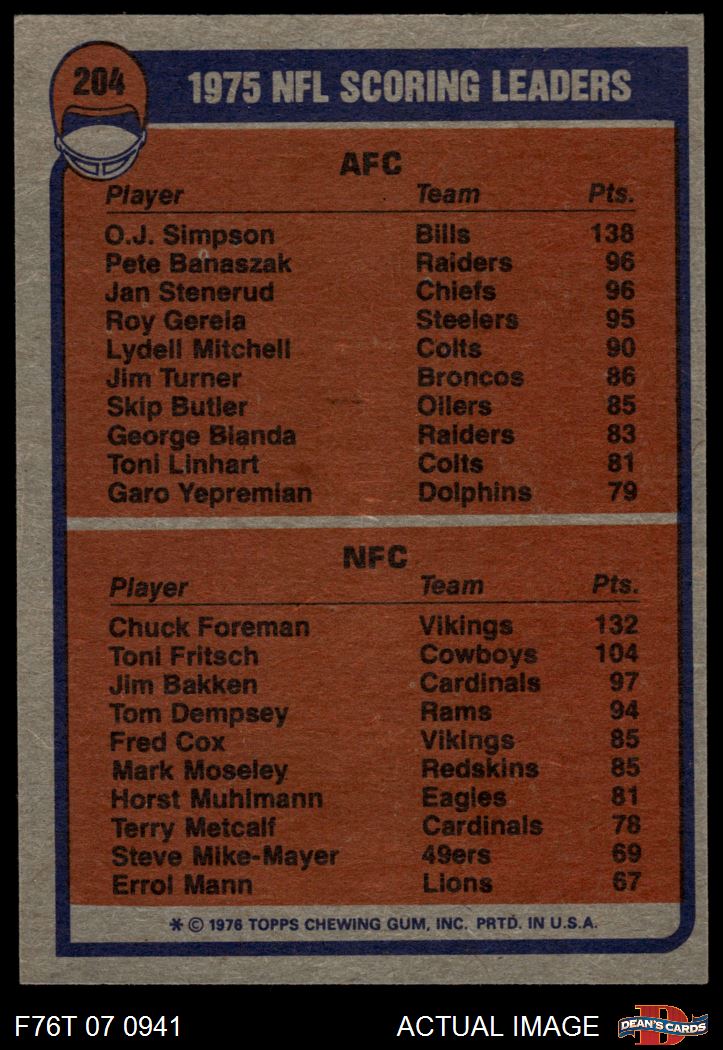 204
1975 NFL SCORING LEADERS
AFC
Player Team Pts.
O.J. Simpson Bills 138
Pete Banaszak Raiders 96
Jan Stenerud Chiefs 96
Roy Gerela Steelers 95
Lydell Mitchell Colts 90
Jim Turner Broncos 86
Skip Butler Oilers 85
George Blanda Raiders 83
Toni Linhart Colts 81
Garo Yepremian Dolphins 79
NFC
Player Team Pts.
Chuck Foreman Vikings 132
Toni Fritsch Cowboys 104
Jim Bakken Cardinals 97
Tom Dempsey Rams 94
Fred Cox Vikings 85
Mark Moseley Redskins 85
Horst Muhlmann Eagles 81
Terry Metcalf Cardinals 78
Steve Mike-Mayer 49ers 69
Errol Mann Lions 67
* © 1976 TOPPS CHEWING GUM, INC. PRTD. IN U.S.A.
F76T 07 0941 ACTUAL IMAGE D DEAN'S CARDS